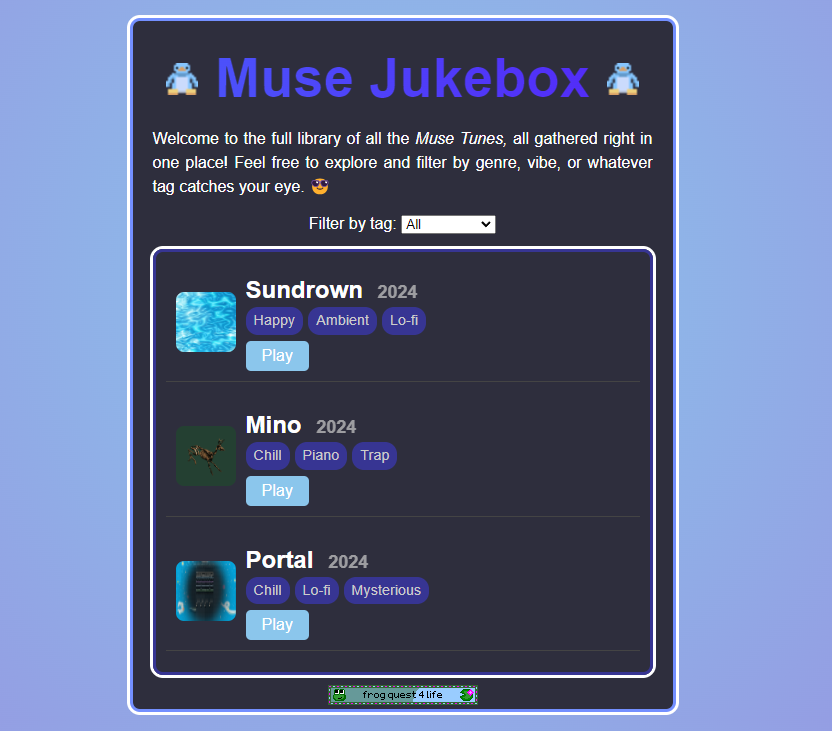 Muse Jukebox
Welcome to the full library of all the Muse Tunes, all gathered right in
one place! Feel free to explore and filter by genre, vibe, or whatever
tag catches your eye. 😎
Filter by tag: All
Sundrown 2024
Happy Ambient Lo-fi
Play
Mino 2024
Chill Piano Trap
Play
Portal 2024
Chill Lo-fi Mysterious
Play
frog quest 4 life